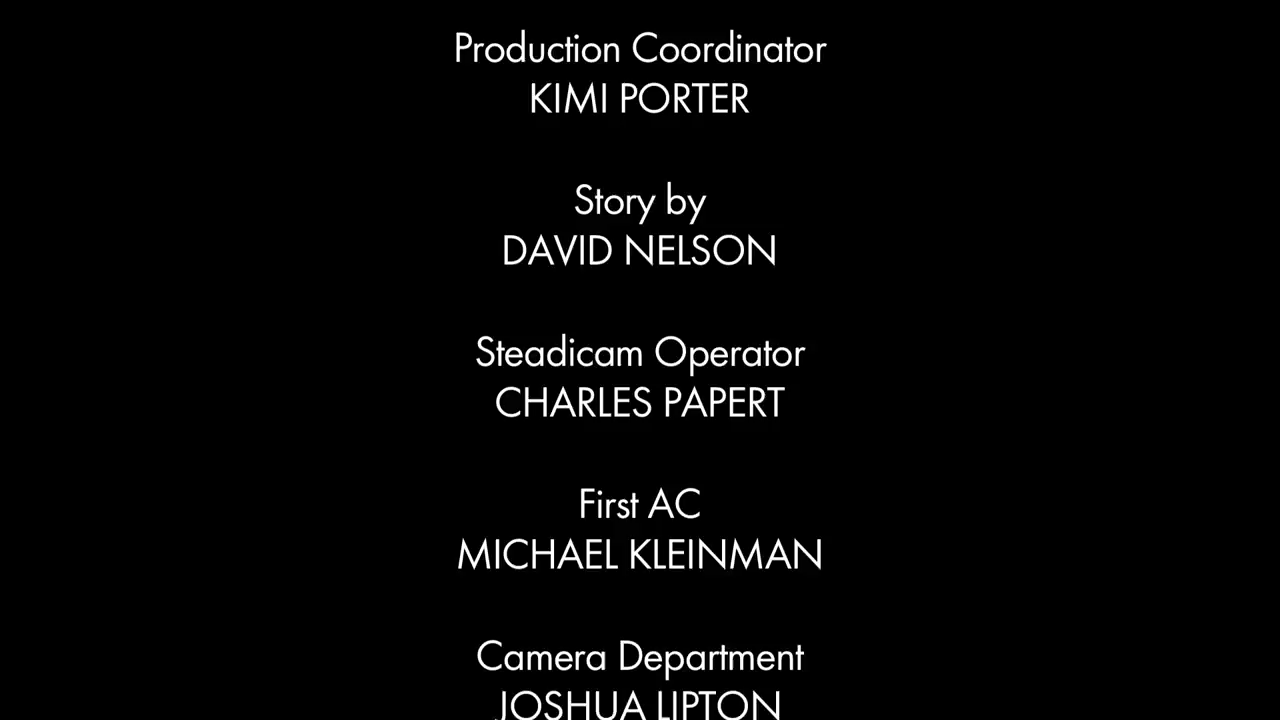 Production Coordinator
KIMI PORTER
Story by
DAVID NELSON
Steadicam Operator
CHARLES PAPERT
First AC
MICHAEL KLEINMAN
Camera Department
JOSHUA LIPTON